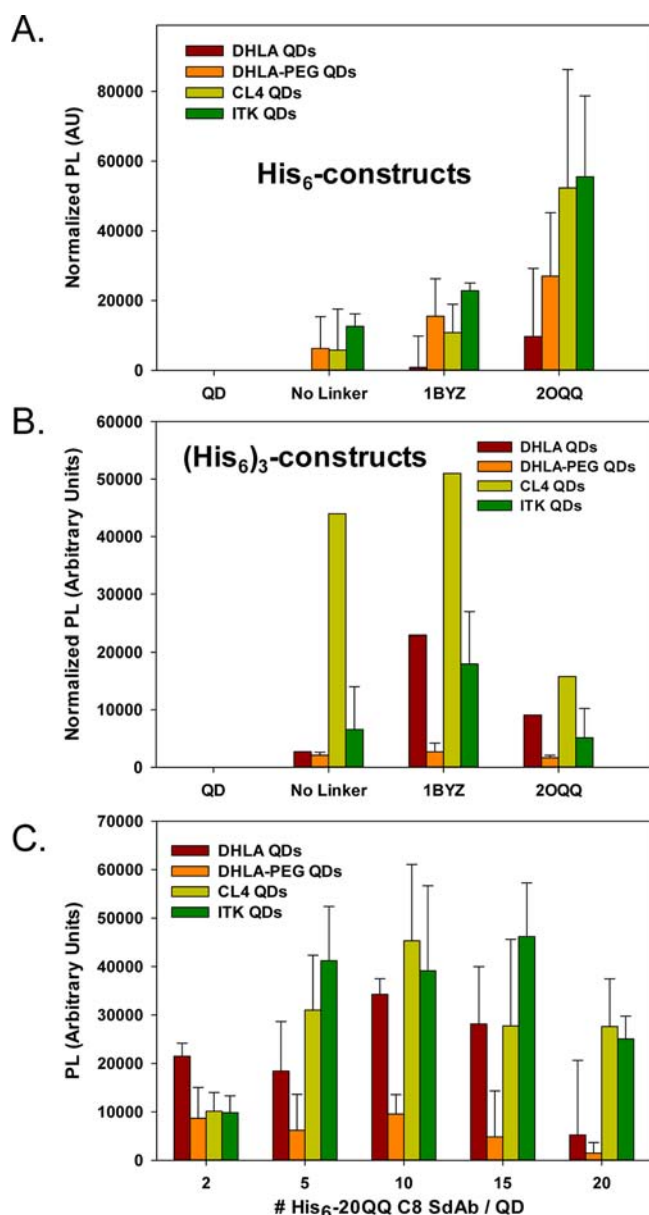 A.
DHLA QDs
DHLA-PEG QDs
CL4 QDs
ITK QDs
His6-constructs
Normalized PL (AU)
80000
60000
40000
20000
0
QD No Linker 1BYZ 2OQQ
B.
(His6)3-constructs
DHLA QDs
DHLA-PEG QDs
CL4 QDs
ITK QDs
Normalized PL (Arbitrary Units)
60000
50000
40000
30000
20000
10000
0
QD No Linker 1BYZ 2OQQ
C.
DHLA QDs
DHLA-PEG QDs
CL4 QDs
ITK QDs
PL (Arbitrary Units)
70000
60000
50000
40000
30000
20000
10000
0
2 5 10 15 20
# His6-20QQ C8 SdAb / QD